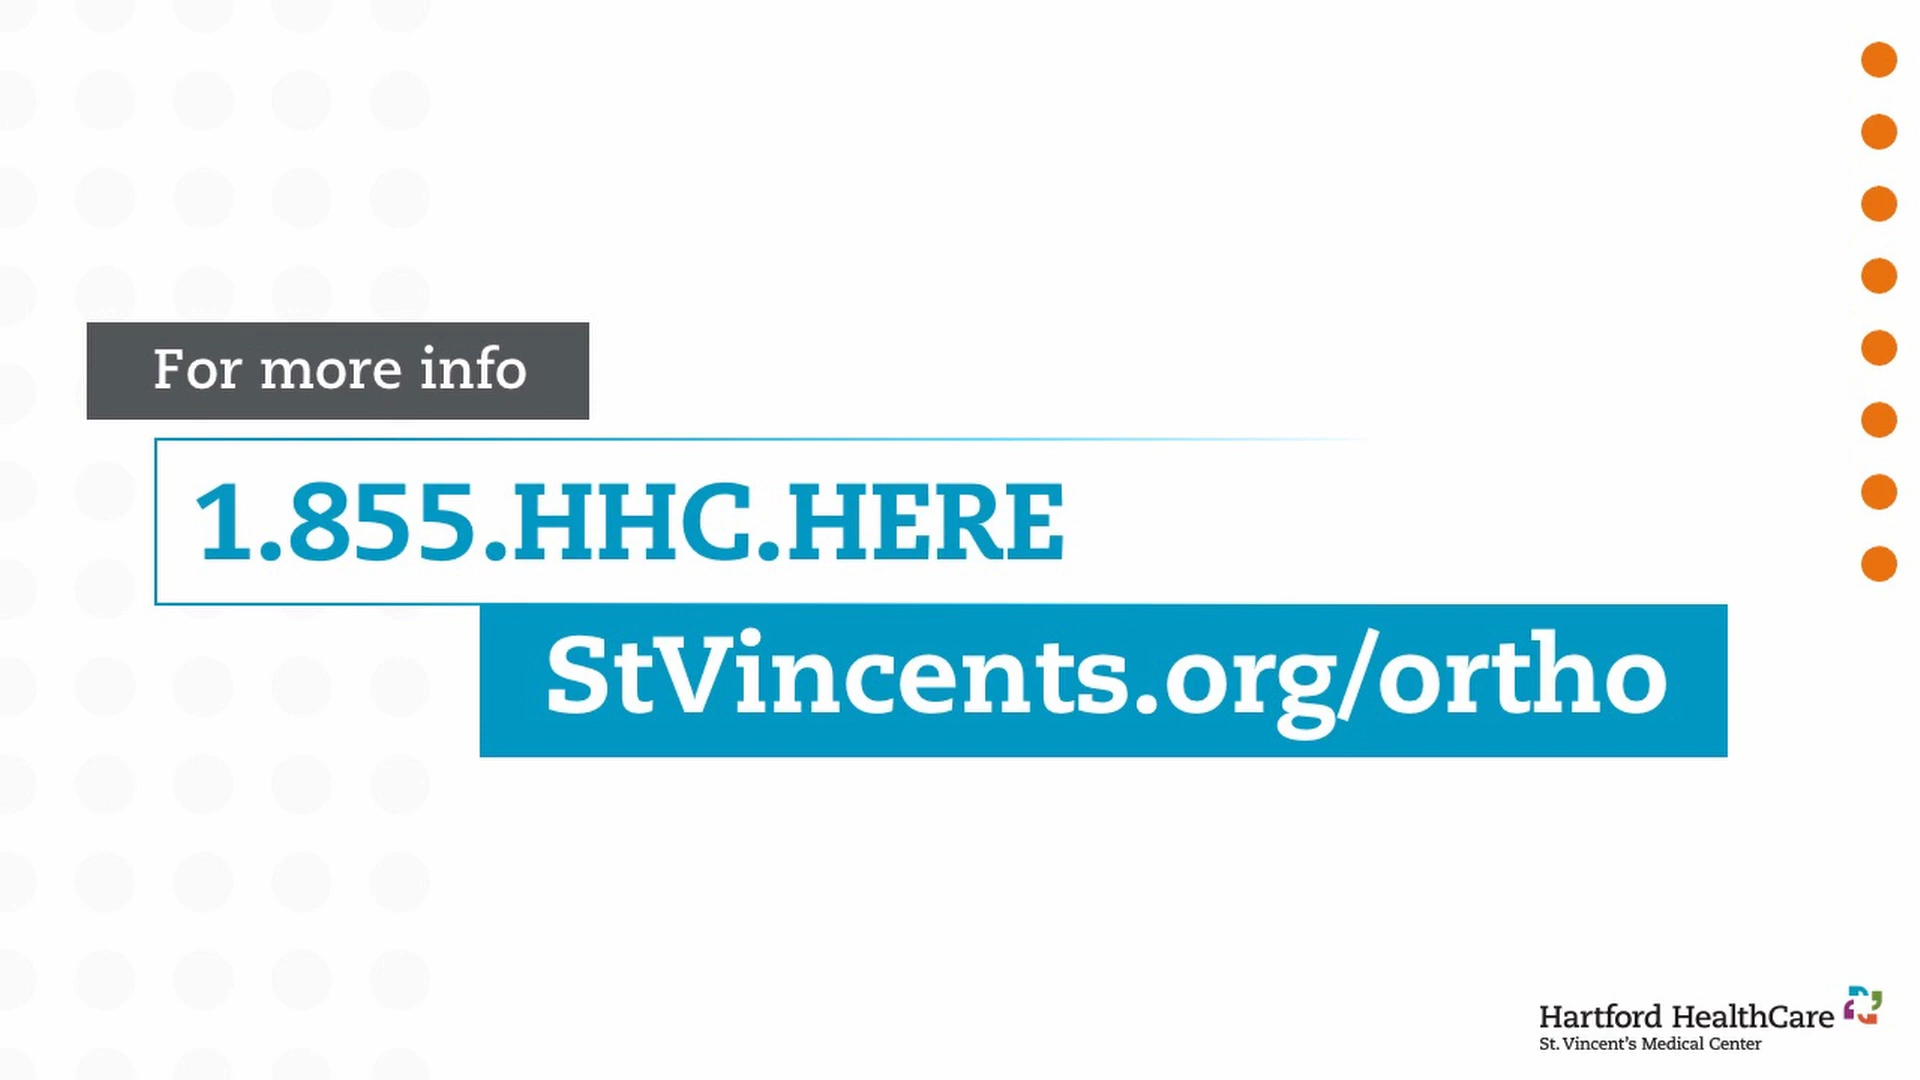 For more info
1.855.HHC.HERE
StVincents.org/ortho
Hartford HealthCare
St. Vincent's Medical Center